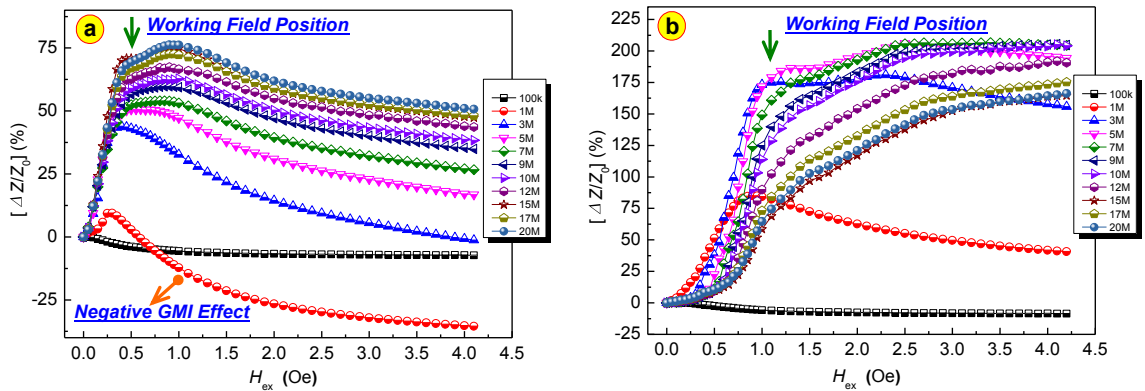 a
Working Field Position
[ ΔZ/Z0] (%)
75
50
25
0
-25
Negative GMI Effect
100k
1M
3M
5M
7M
9M
10M
12M
15M
17M
20M
0.0 0.5 1.0 1.5 2.0 2.5 3.0 3.5 4.0 4.5
Hex (Oe)
b
Working Field Position
[ ΔZ/Z0] (%)
225
200
175
150
125
100
75
50
25
0
-25
100k
1M
3M
5M
7M
9M
10M
12M
15M
17M
20M
0.0 0.5 1.0 1.5 2.0 2.5 3.0 3.5 4.0 4.5
Hex (Oe)